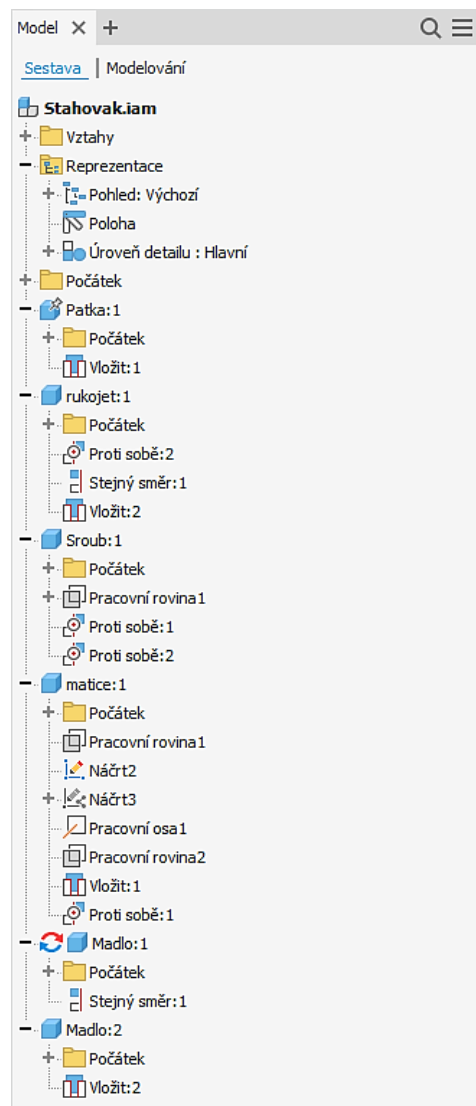 Model
Sestava | Modelování
Stahovak.iam
Vztahy
Reprezentace
Pohled: Výchozí
Poloha
Úroveň detailu : Hlavní
Počátek
Patka:1
Počátek
Vložit:1
rukojet:1
Počátek
Proti sobě:2
Stejný směr:1
Vložit:2
Sroub:1
Počátek
Pracovní rovina1
Proti sobě:1
Proti sobě:2
matice:1
Počátek
Pracovní rovina1
Náčrt2
Náčrt3
Pracovní osa1
Pracovní rovina2
Vložit:1
Proti sobě:1
Madlo:1
Počátek
Stejný směr:1
Madlo:2
Počátek
Vložit:2